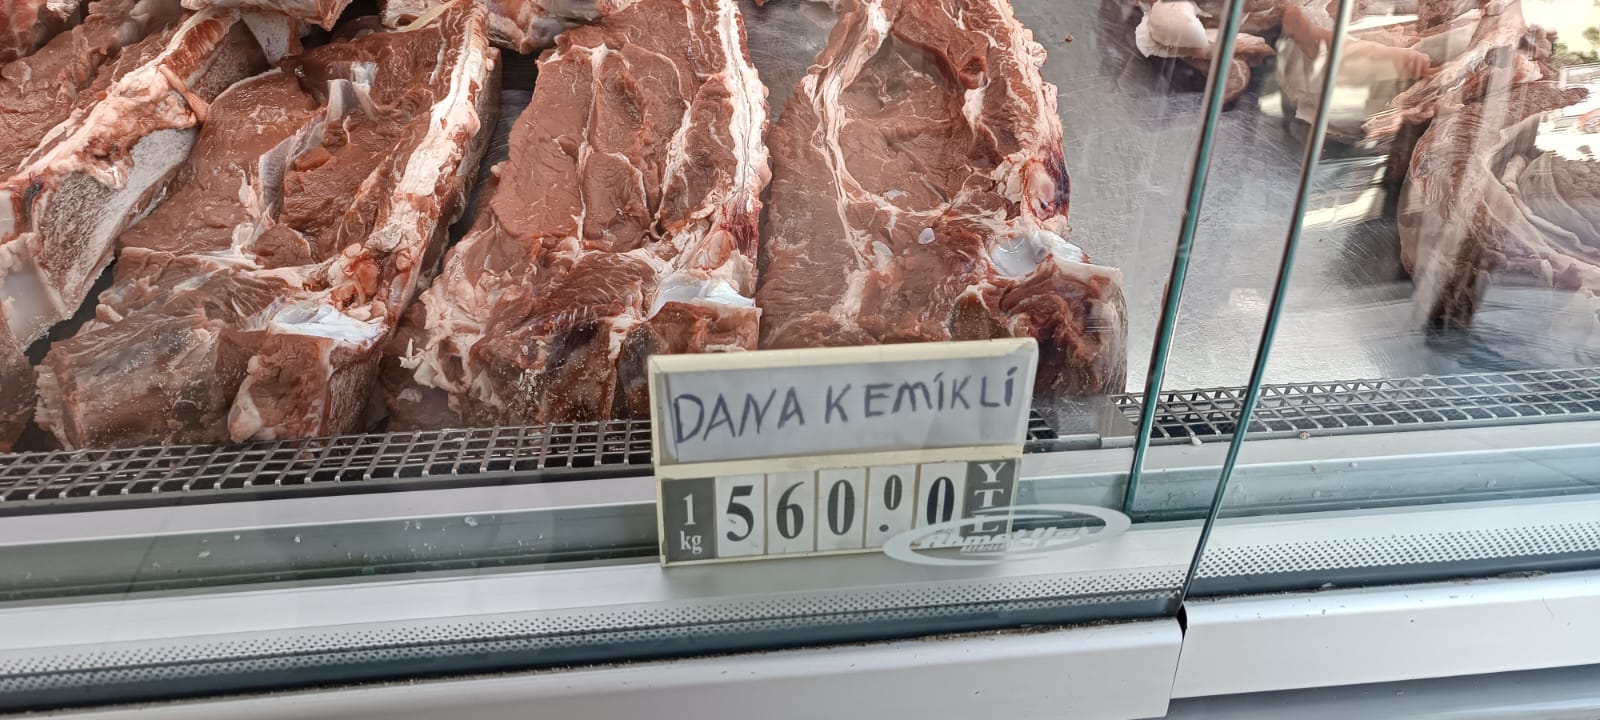 DANA KEMİKLİ
1 kg 560.00 YTL